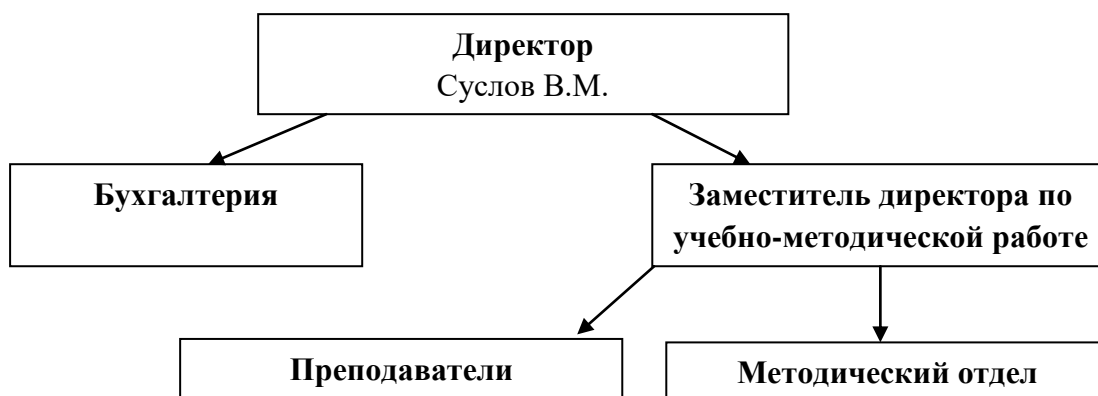 Директор
Суслов В.М.
Бухгалтерия
Заместитель директора по
учебно-методической работе
Преподаватели
Методический отдел